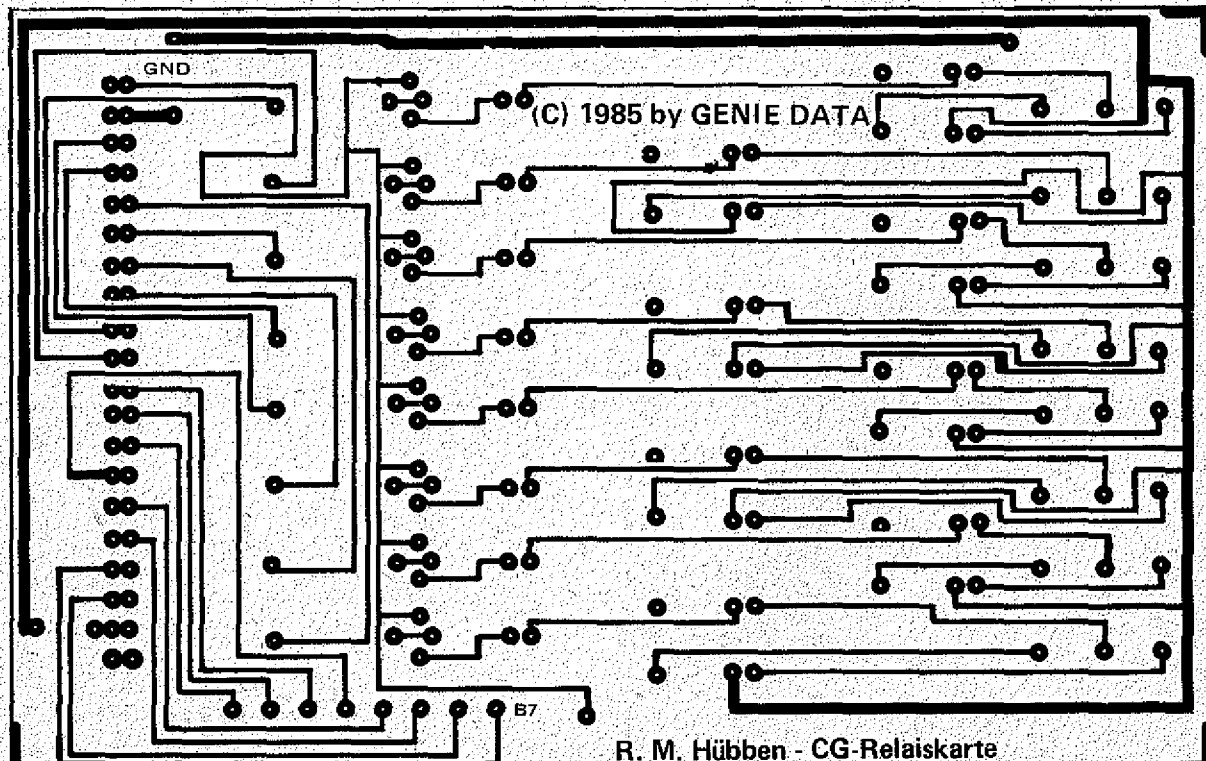 GND
(C) 1985 by GENIE DATA
B7
R. M. Hübben - CG-Relaiskarte